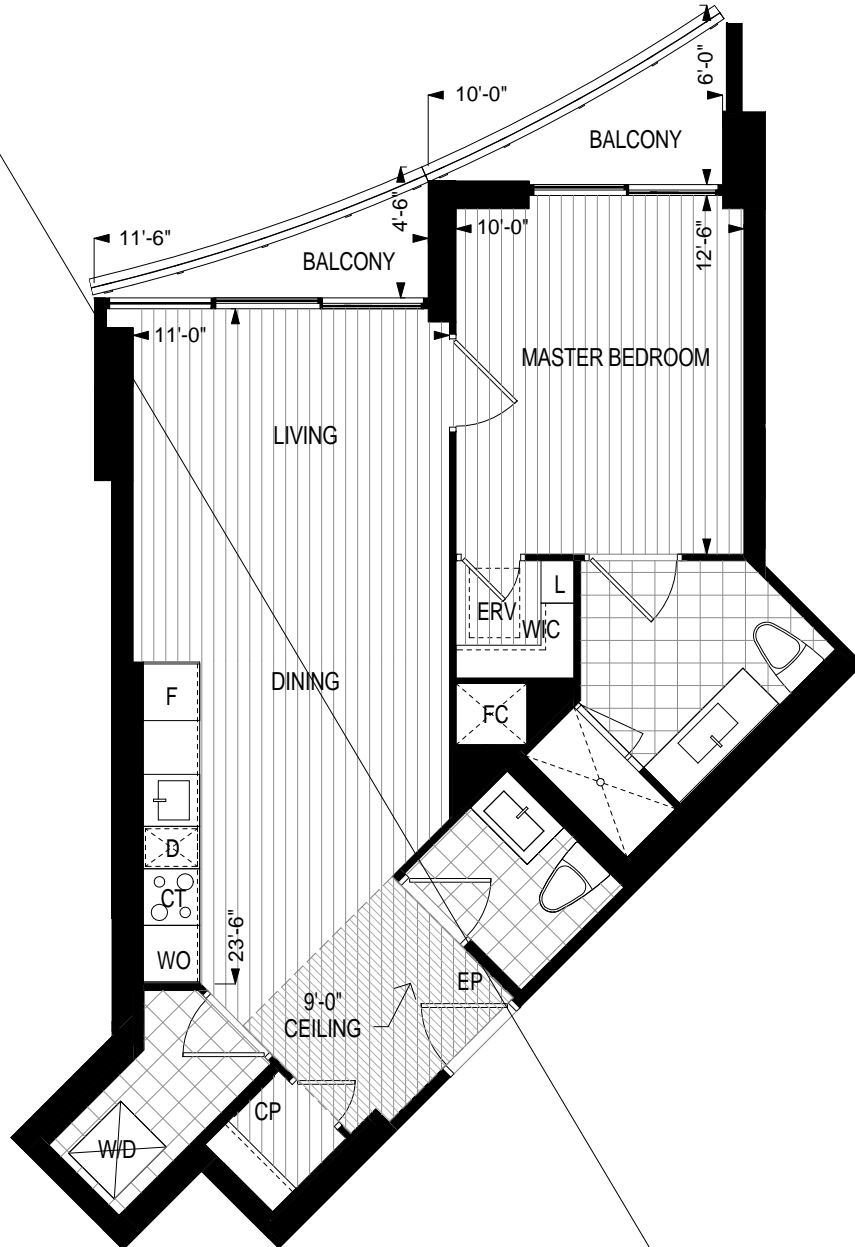 6'-0"
10'-0"
BALCONY
4'-6"
11'-6"
BALCONY
10'-0"
12'-6"
11'-0"
MASTER BEDROOM
LIVING
L
ERV
WIC
DINING
F
FC
D
CT
WO
23'-6"
EP
9'-0"
CEILING
CP
W/D